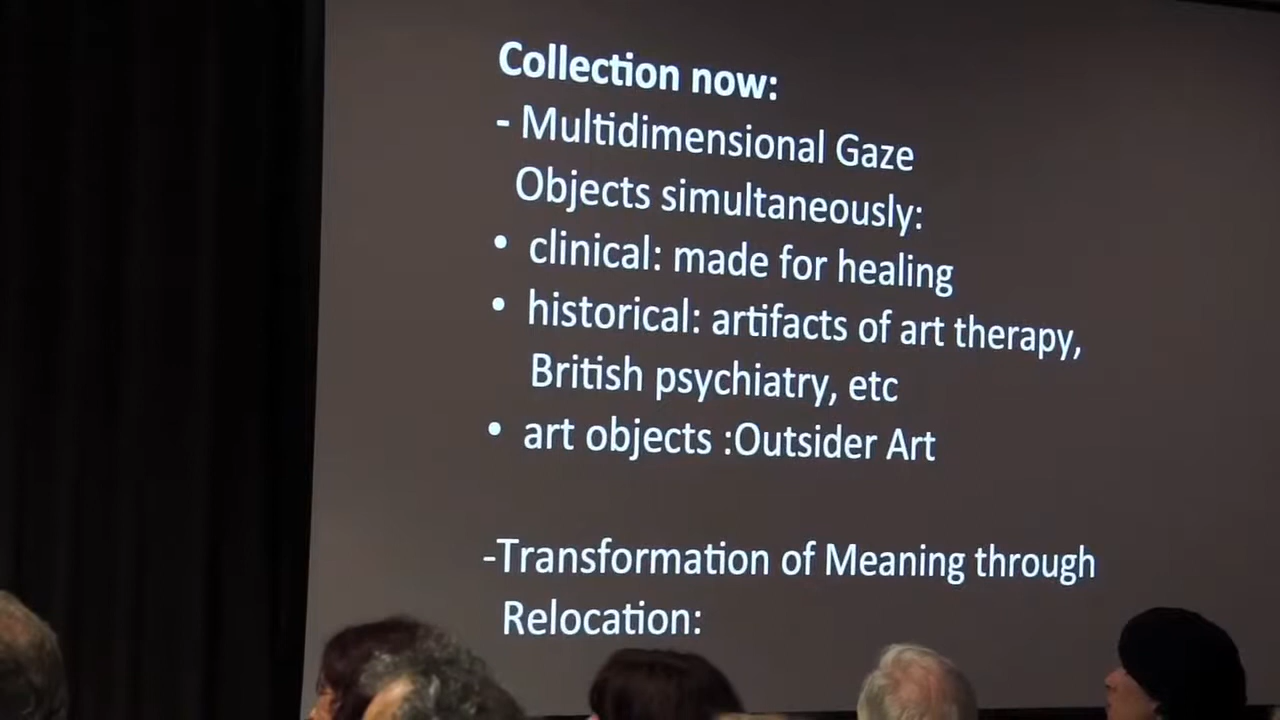 Collection now:
- Multidimensional Gaze
Objects simultaneously:
• clinical: made for healing
• historical: artifacts of art therapy,
British psychiatry, etc
• art objects :Outsider Art
-Transformation of Meaning through
Relocation: